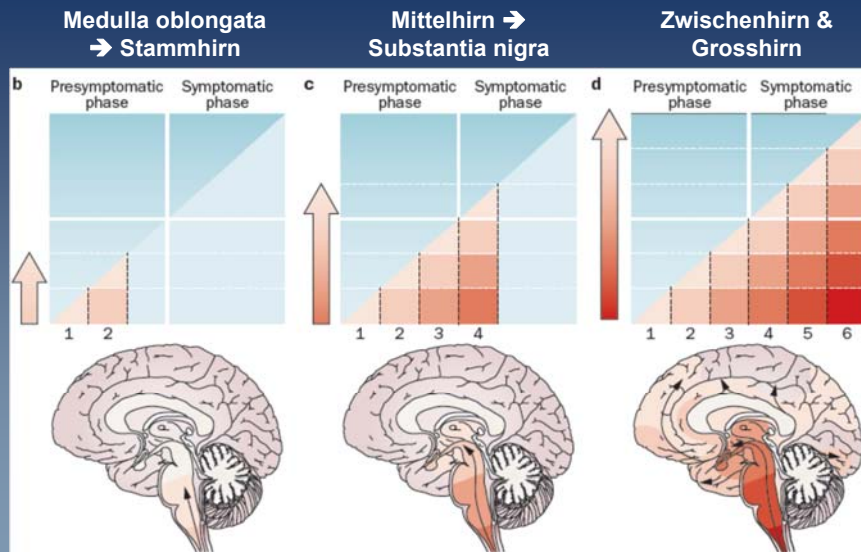 Medulla oblongata
➔ Stammhirn
Mittelhirn ➔
Substantia nigra
Zwischenhirn &
Grosshirn
b
Presymptomatic
phase
Symptomatic
phase
1 2
c
Presymptomatic
phase
Symptomatic
phase
1 2 3 4
d
Presymptomatic
phase
Symptomatic
phase
1 2 3 4 5 6